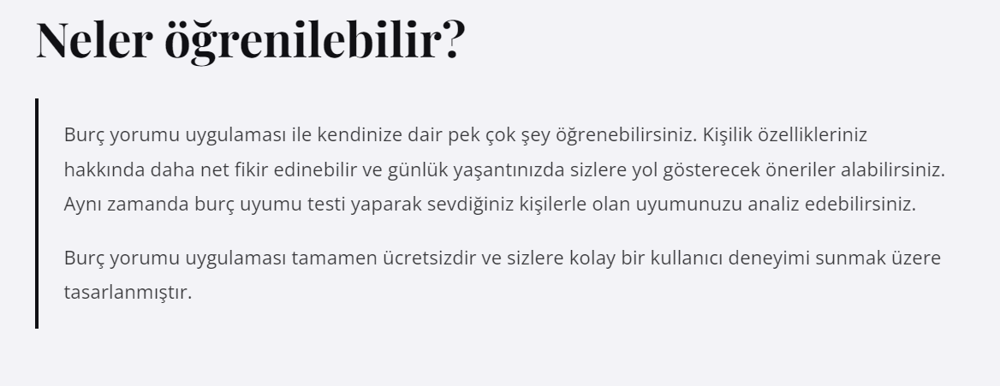 Neler öğrenilebilir?
Burç yorumu uygulaması ile kendinize dair pek çok şey öğrenebilirsiniz. Kişilik özellikleriniz
hakkında daha net fikir edinebilir ve günlük yaşantınızda sizlere yol gösterecek öneriler alabilirsiniz.
Aynı zamanda burç uyumu testi yaparak sevdiğiniz kişilerle olan uyumunuzu analiz edebilirsiniz.
Burç yorumu uygulaması tamamen ücretsizdir ve sizlere kolay bir kullanıcı deneyimi sunmak üzere
tasarlanmıştır.